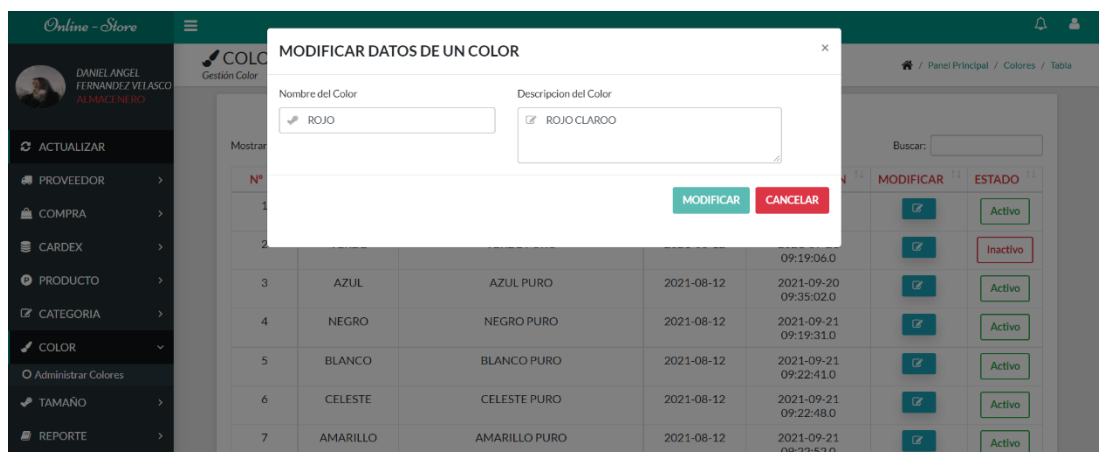 Online - Store
DANIEL ANGEL
FERNANDEZ VELASCO
ALMACENERO
ACTUALIZAR
PROVEEDOR
COMPRA
CARDEX
PRODUCTO
CATEGORIA
COLOR
Administrar Colores
TAMAÑO
REPORTE
COLO
Gestión Color
/ Panel Principal / Colores / Tabla
MODIFICAR DATOS DE UN COLOR ×
Nombre del Color Descripcion del Color
ROJO ROJO CLAROO
MODIFICAR CANCELAR
Mostrar Buscar:
N° N MODIFICAR ESTADO
1 Activo
2 09:19:06.0 Inactivo
3 AZUL AZUL PURO 2021-08-12 2021-09-20 09:35:02.0 Activo
4 NEGRO NEGRO PURO 2021-08-12 2021-09-21 09:19:31.0 Activo
5 BLANCO BLANCO PURO 2021-08-12 2021-09-21 09:22:41.0 Activo
6 CELESTE CELESTE PURO 2021-08-12 2021-09-21 09:22:48.0 Activo
7 AMARILLO AMARILLO PURO 2021-08-12 2021-09-21 09:22:52.0 Activo